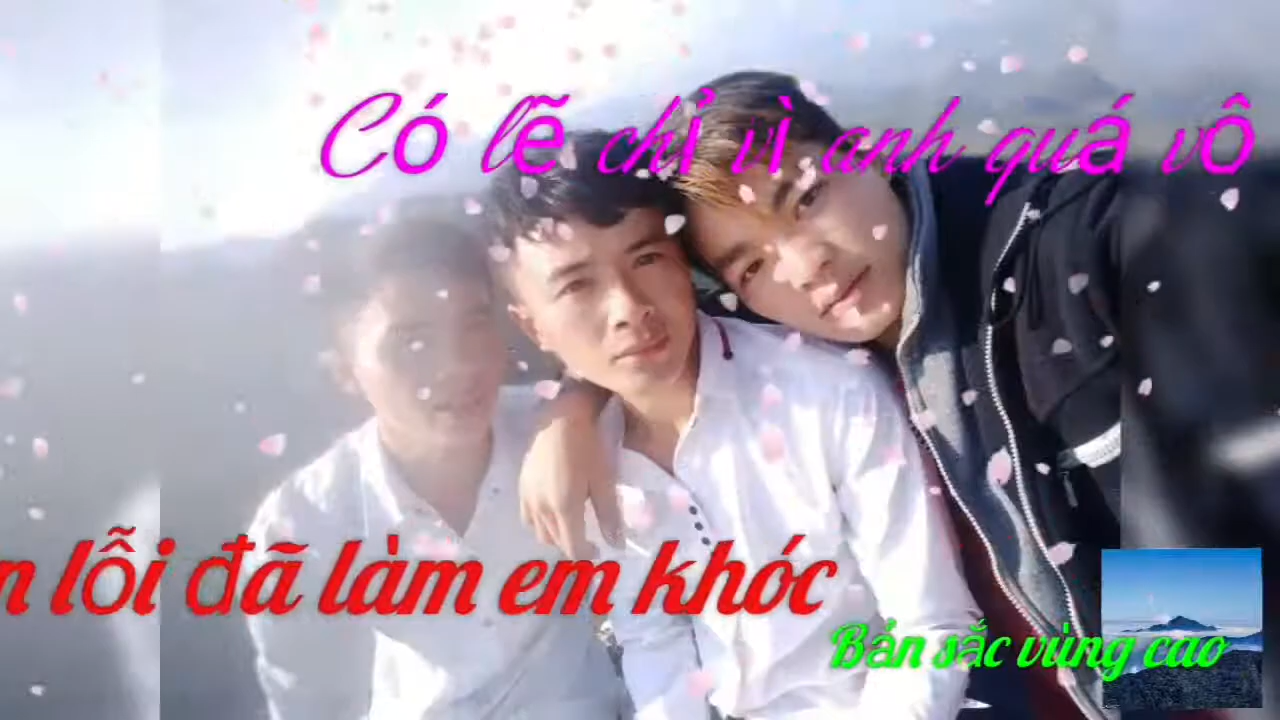 Có lẽ chỉ vì anh quá vô
lỗi đã làm em khóc
Bản sắc vùng cao